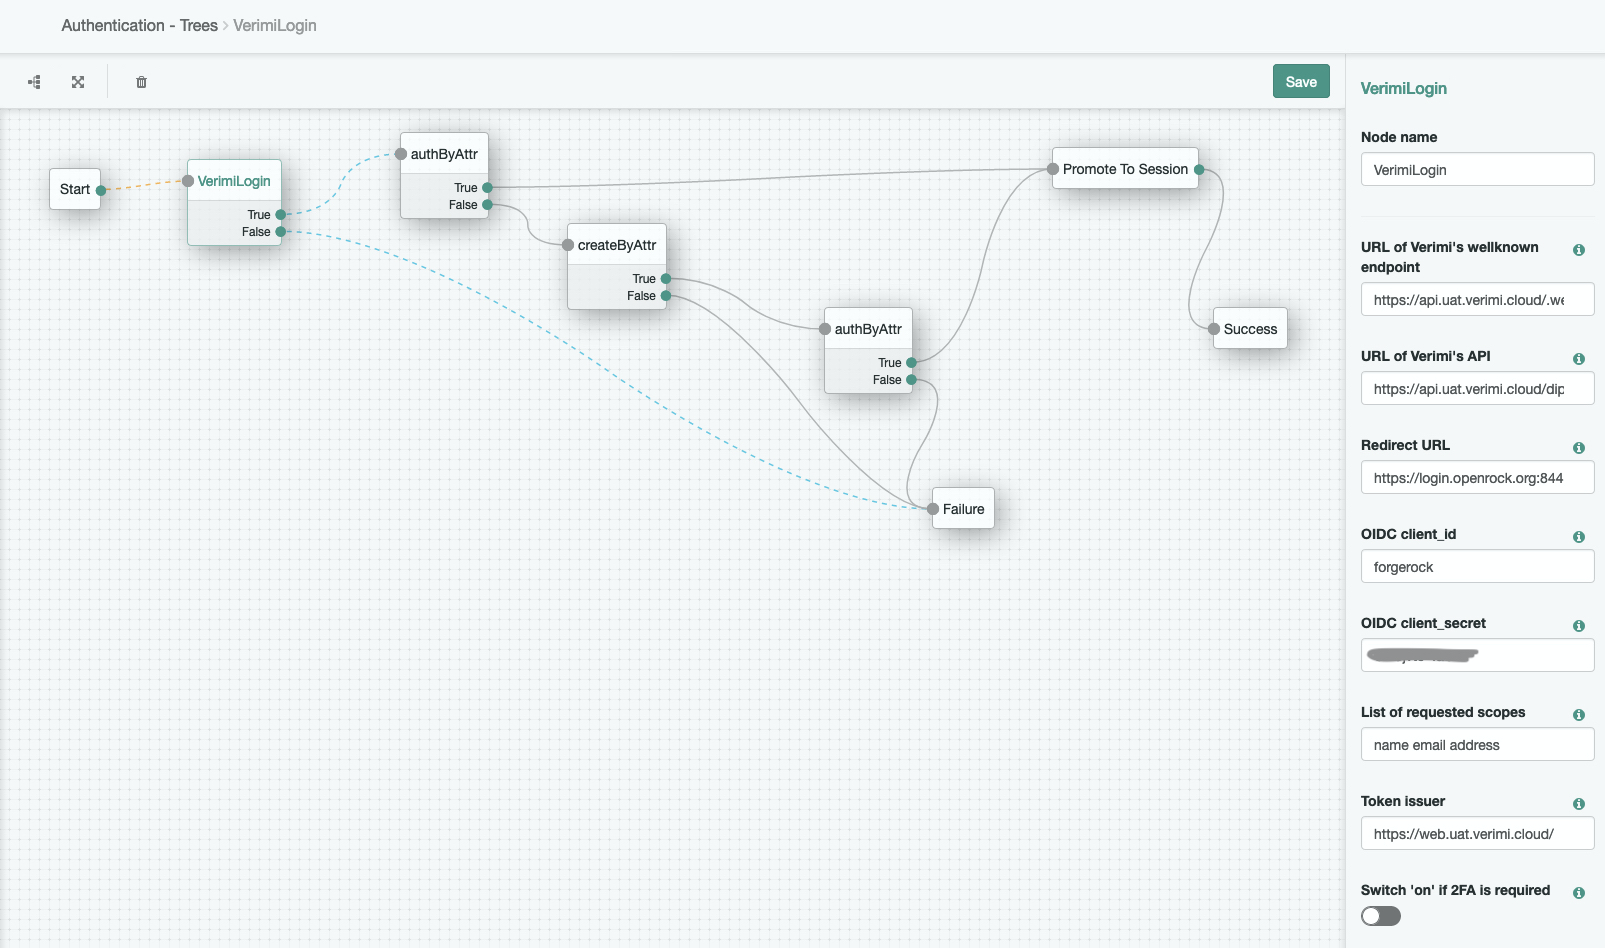 Authentication - Trees › VerimiLogin
Save
Start
VerimiLogin
True
False
authByAttr
True
False
createByAttr
True
False
authByAttr
True
False
Promote To Session
Success
Failure
VerimiLogin
Node name
VerimiLogin
URL of Verimi's wellknown
endpoint
https://api.uat.verimi.cloud/.we
URL of Verimi's API
https://api.uat.verimi.cloud/dip
Redirect URL
https://login.openrock.org:844
OIDC client_id
forgerock
OIDC client_secret
List of requested scopes
name email address
Token issuer
https://web.uat.verimi.cloud/
Switch 'on' if 2FA is required